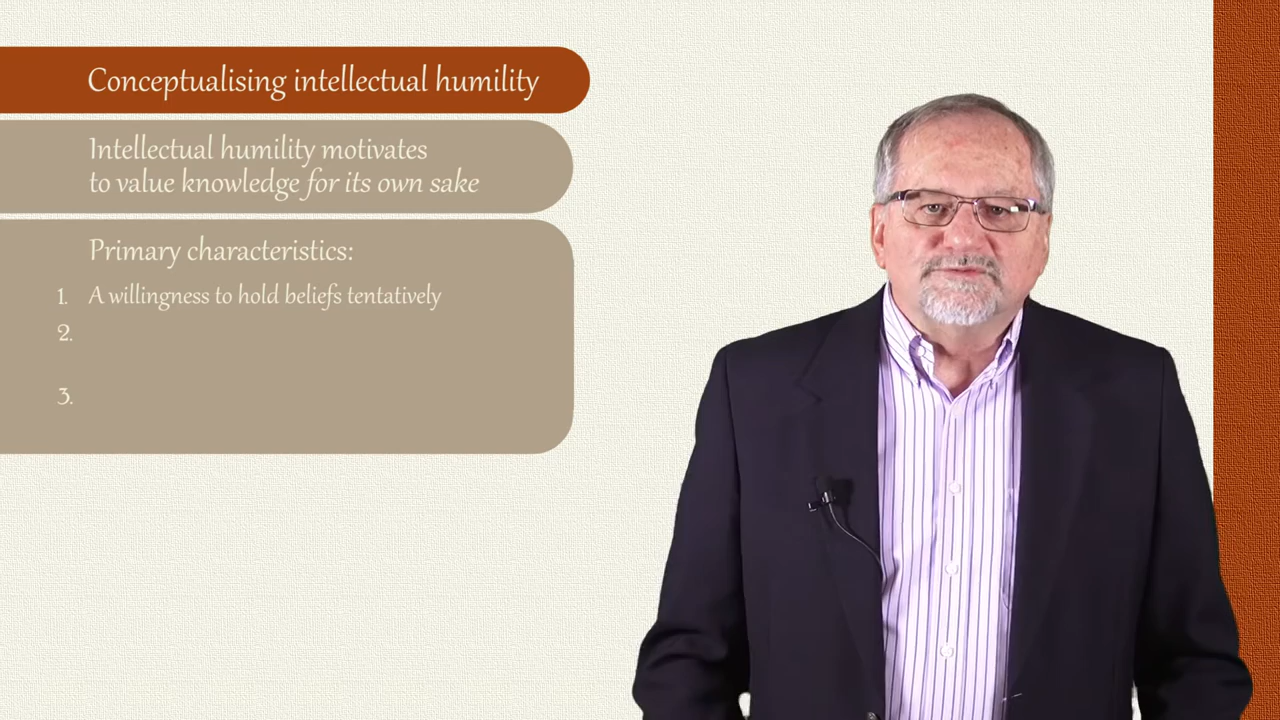 Conceptualising intellectual humility
Intellectual humility motivates
to value knowledge for its own sake
Primary characteristics:
1. A willingness to hold beliefs tentatively
2.
3.